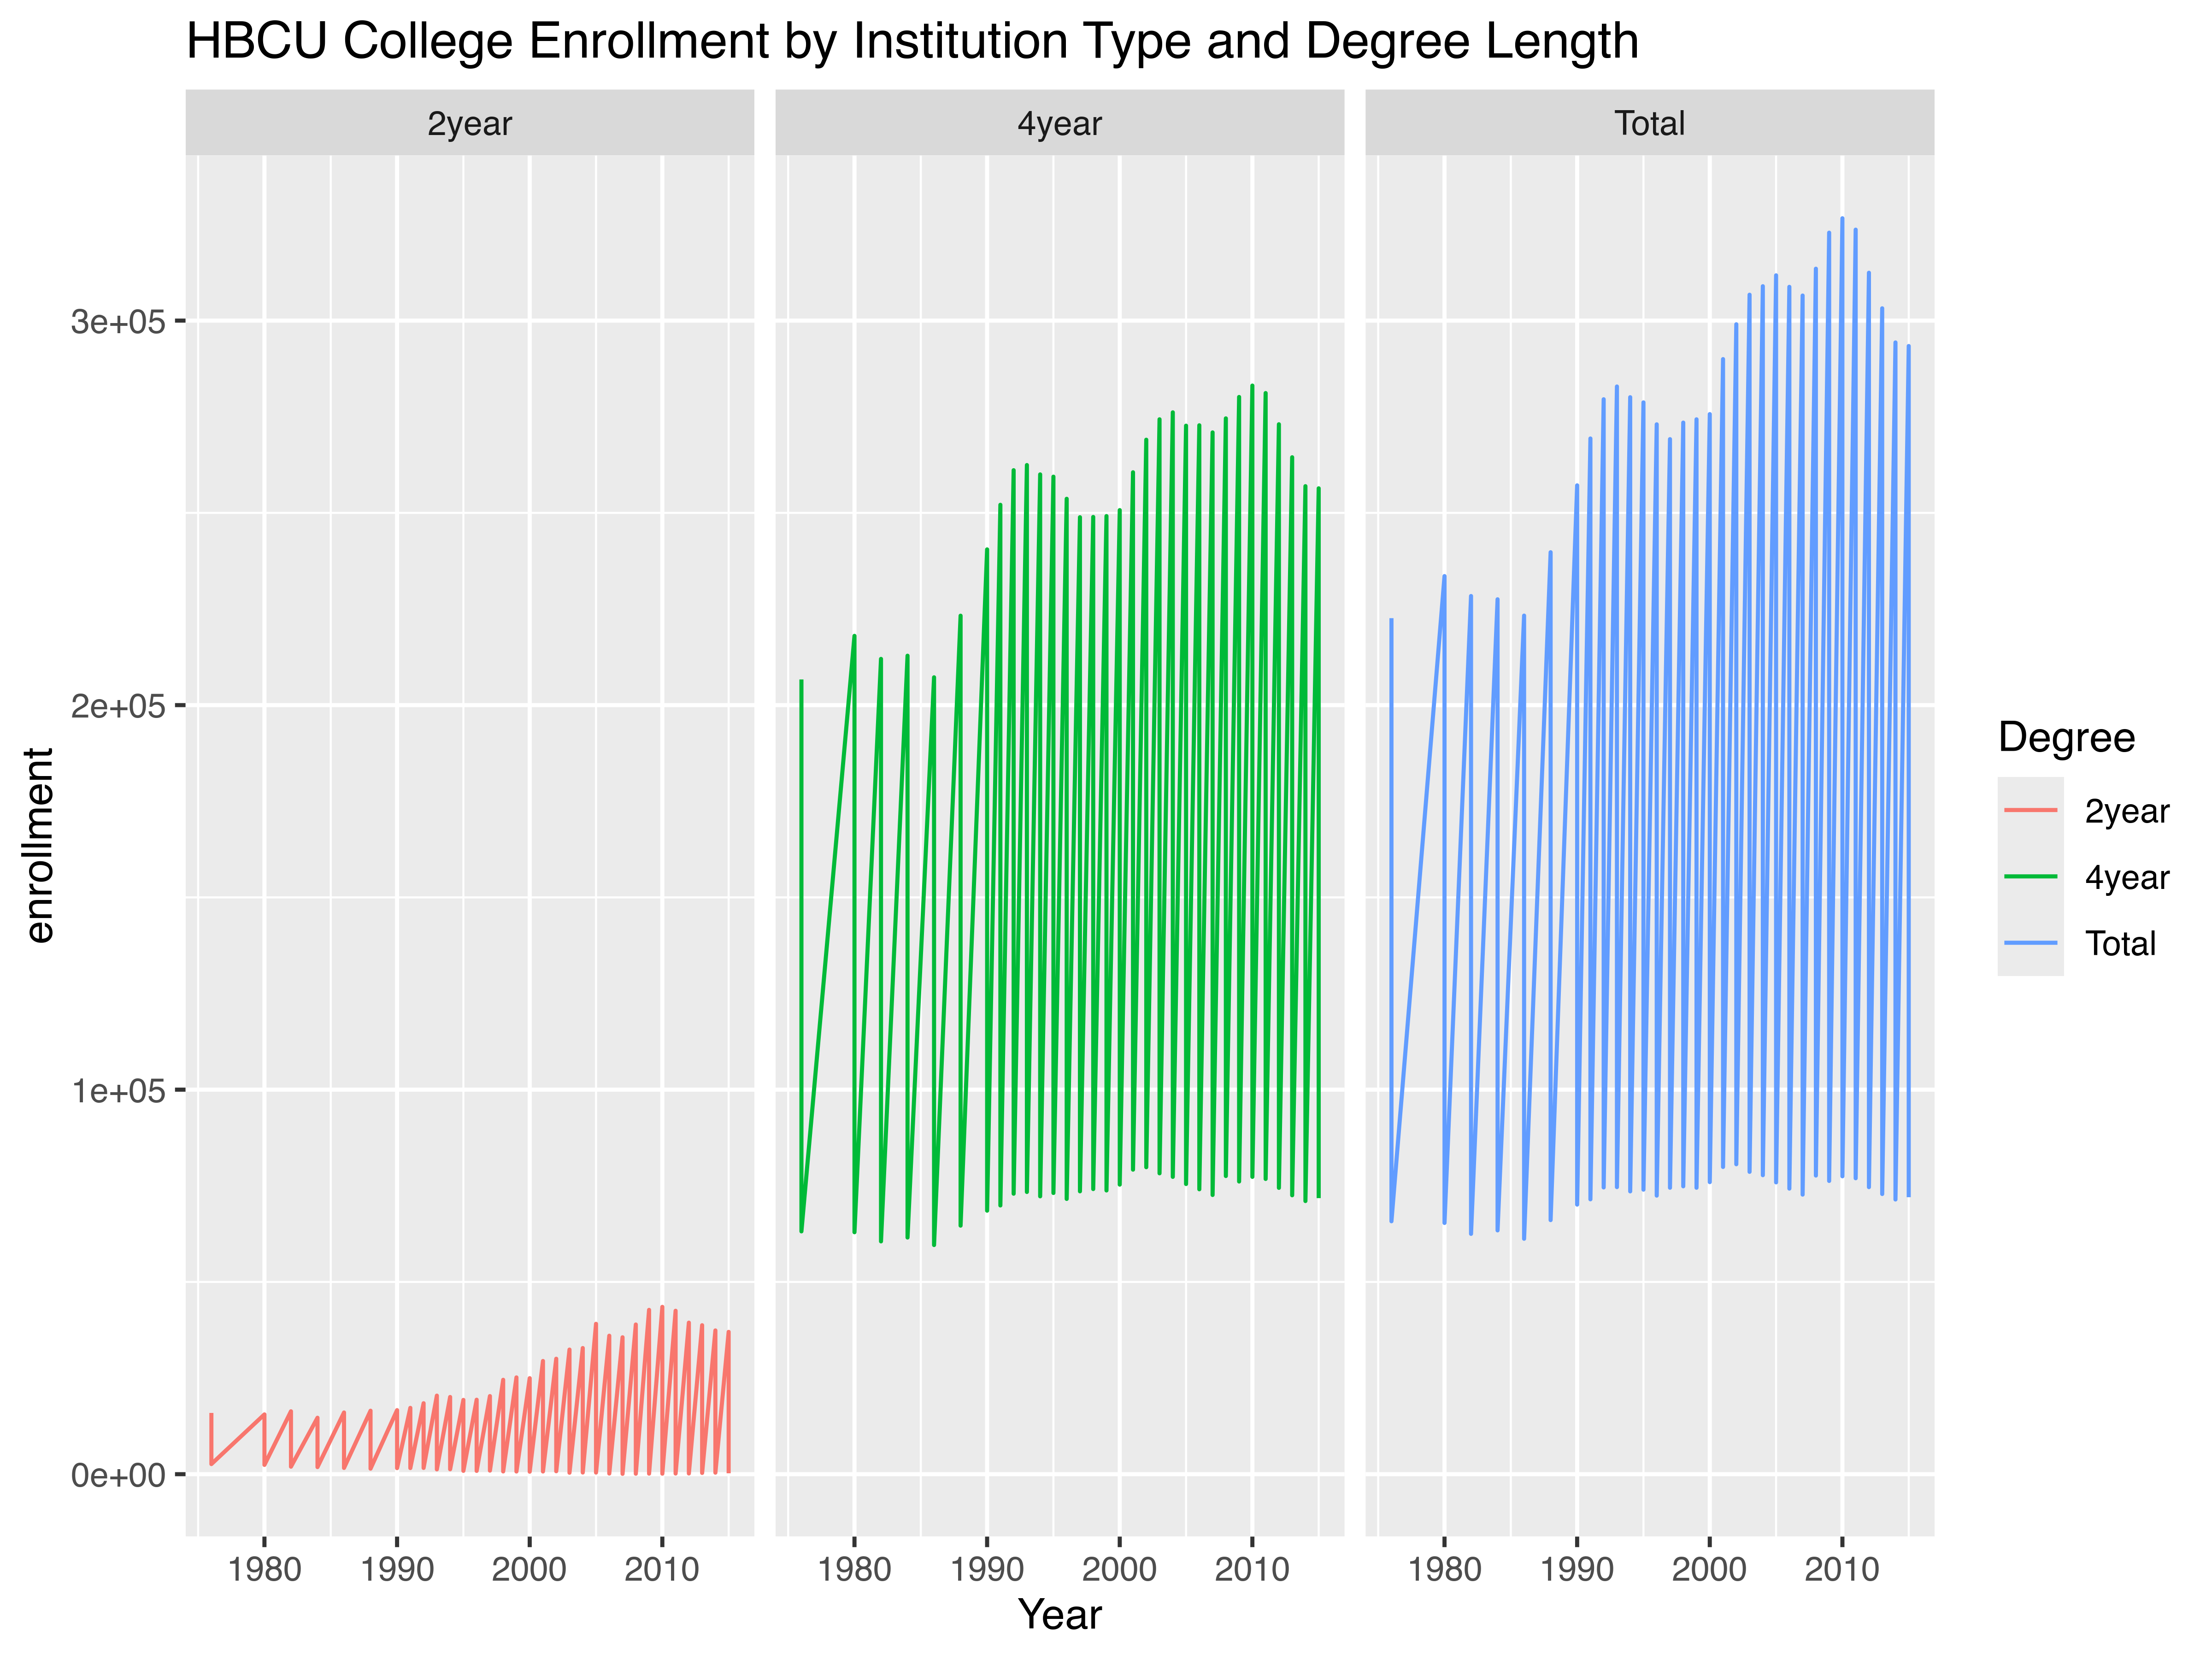 HBCU College Enrollment by Institution Type and Degree Length
2year
4year
Total
3e+05
2e+05
1e+05
0e+00
enrollment
1980 1990 2000 2010
1980 1990 2000 2010
1980 1990 2000 2010
Year
Degree
2year
4year
Total